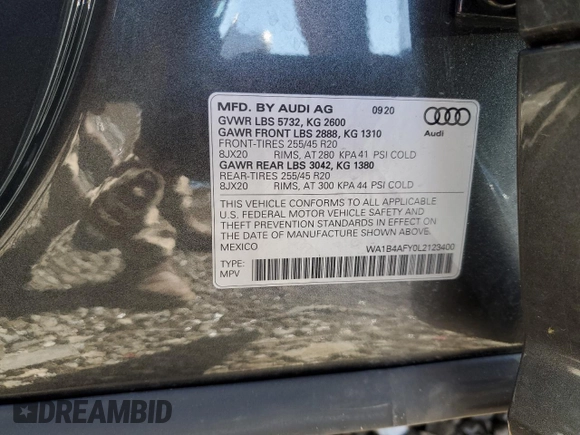 MFD. BY AUDI AG 09.20
GVWR LBS 5732, KG 2600
GAWR FRONT LBS 2888, KG 1310
FRONT-TIRES 255/45 R20
8JX20 RIMS, AT 280 KPA 41 PSI COLD
GAWR REAR LBS 3042, KG 1380
REAR-TIRES 255/45 R20
8JX20 RIMS, AT 300 KPA 44 PSI COLD
Audi
THIS VEHICLE CONFORMS TO ALL APPLICABLE
U.S. FEDERAL MOTOR VEHICLE SAFETY AND
THEFT PREVENTION STANDARDS IN EFFECT ON
THE DATE OF MANUFACTURE SHOWN ABOVE.
MEXICO WA1B4AFY0L2123400
TYPE:
MPV
DREAMBID